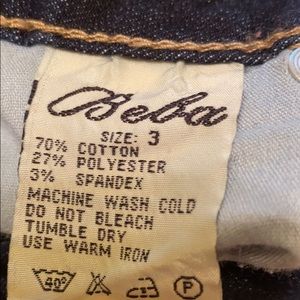 Beba
SIZE: 3
70% COTTON
27% POLYESTER
3% SPANDEX
MACHINE WASH COLD
DO NOT BLEACH
TUMBLE DRY
USE WARM IRON
40°
P